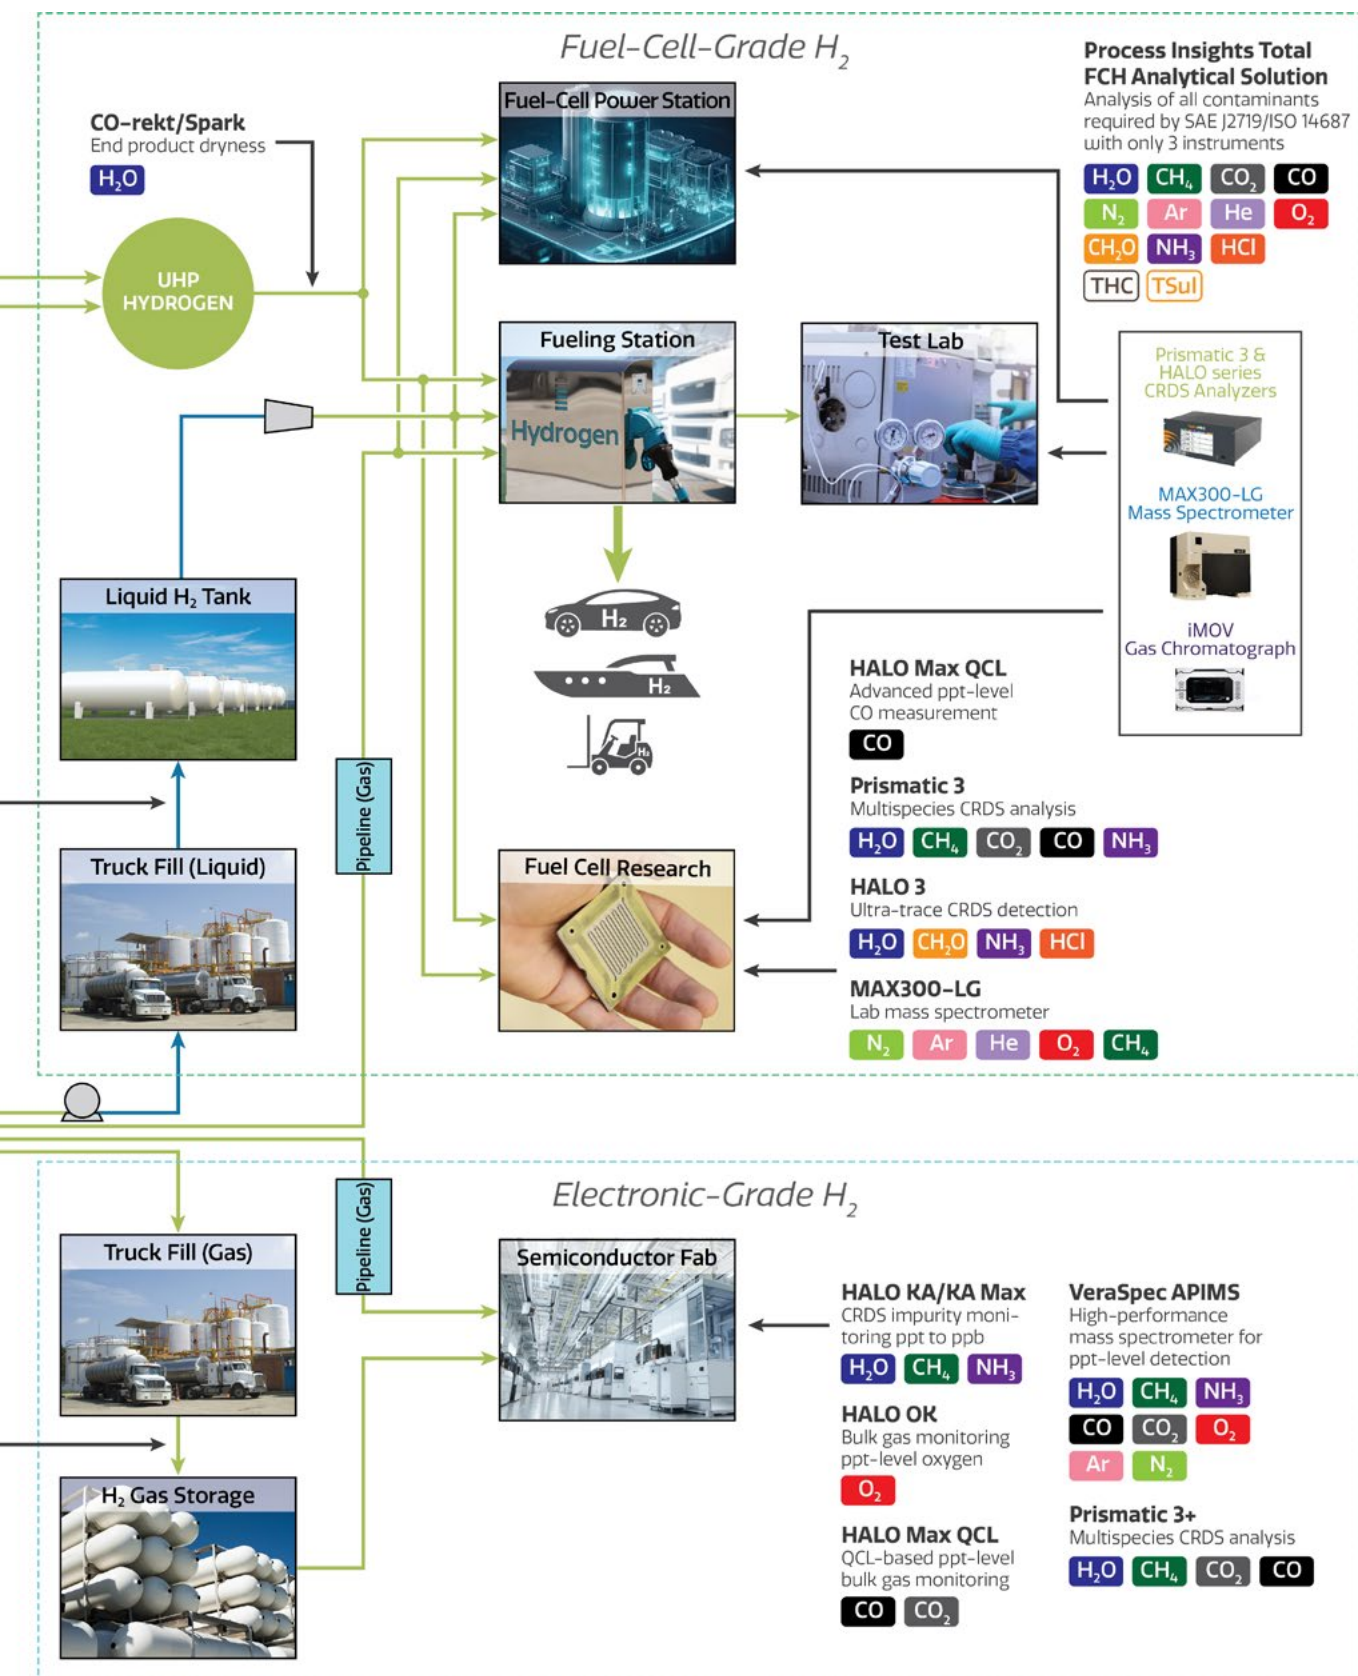 Fuel-Cell-Grade H₂
Process Insights Total
FCH Analytical Solution
Analysis of all contaminants
required by SAE J2719/ISO 14687
with only 3 instruments
H₂O CH₄ CO₂ CO
N₂ Ar He O₂
CH₂O NH₃ HCl
THC TSul
CO-rekt/Spark
End product dryness
H₂O
UHP
HYDROGEN
Fuel-Cell Power Station
Fueling Station
Hydrogen
Test Lab
Prismatic 3 &
HALO series
CRDS Analyzers
MAX300-LG
Mass Spectrometer
iMOV
Gas Chromatograph
Liquid H₂ Tank
H₂
H₂
H₂
Pipeline (Gas)
Truck Fill (Liquid)
Fuel Cell Research
HALO Max QCL
Advanced ppt-level
CO measurement
CO
Prismatic 3
Multispecies CRDS analysis
H₂O CH₄ CO₂ CO NH₃
HALO 3
Ultra-trace CRDS detection
H₂O CH₂O NH₃ HCl
MAX300-LG
Lab mass spectrometer
N₂ Ar He O₂ CH₄
Electronic-Grade H₂
Pipeline (Gas)
Truck Fill (Gas)
Semiconductor Fab
H₂ Gas Storage
HALO KA/KA Max
CRDS impurity moni-
toring ppt to ppb
H₂O CH₄ NH₃
HALO OK
Bulk gas monitoring
ppt-level oxygen
O₂
HALO Max QCL
QCL-based ppt-level
bulk gas monitoring
CO CO₂
VeraSpec APIMS
High-performance
mass spectrometer for
ppt-level detection
H₂O CH₄ NH₃
CO CO₂ O₂
Ar N₂
Prismatic 3+
Multispecies CRDS analysis
H₂O CH₄ CO₂ CO